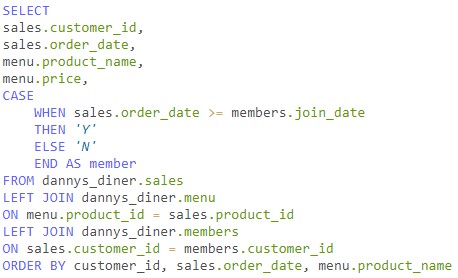 SELECT
sales.customer_id,
sales.order_date,
menu.product_name,
menu.price,
CASE
    WHEN sales.order_date >= members.join_date
    THEN 'Y'
    ELSE 'N'
    END AS member
FROM dannys_diner.sales
LEFT JOIN dannys_diner.menu
ON menu.product_id = sales.product_id
LEFT JOIN dannys_diner.members
ON sales.customer_id = members.customer_id
ORDER BY customer_id, sales.order_date, menu.product_name